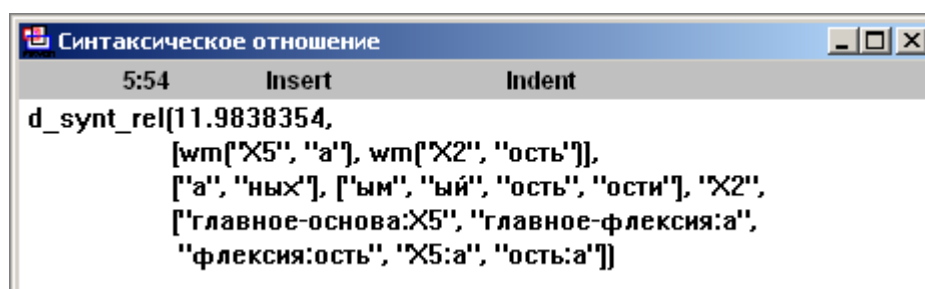 Синтаксическое отношение
5:54 Insert Indent
d_synt_rel(11.9838354,
[wm("X5", "а"), wm("X2", "ость")],
["а", "ных"], ["ым", "ый", "ость", "ости"], "X2",
["главное-основа:X5", "главное-флексия:а",
"флексия:ость", "X5:а", "ость:а"])